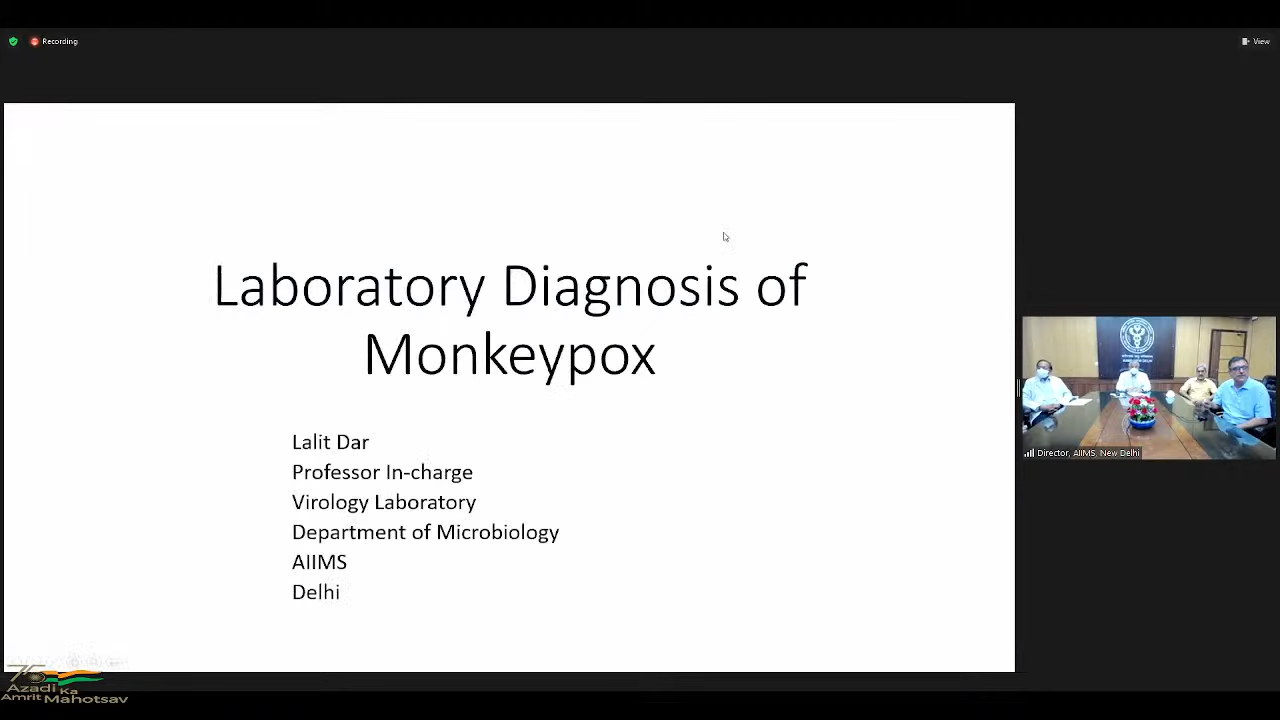 Recording
View
Laboratory Diagnosis of
Monkeypox
Lalit Dar
Professor In-charge
Virology Laboratory
Department of Microbiology
AIIMS
Delhi
Director, AIIMS, New Delhi
Azadi Ka
Amrit Mahotsav